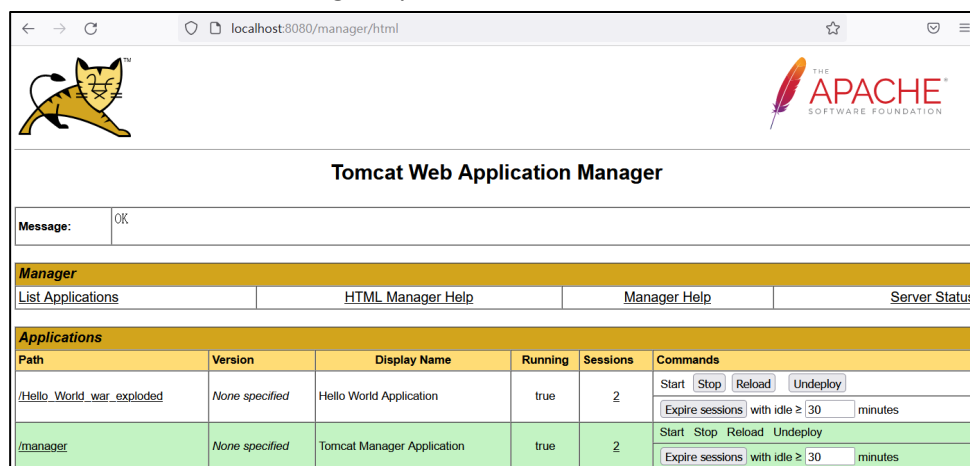 localhost:8080/manager/html
TM
THE
APACHE®
SOFTWARE FOUNDATION
Tomcat Web Application Manager
Message: OK
Manager
List Applications HTML Manager Help Manager Help Server Status
Applications
Path Version Display Name Running Sessions Commands
/Hello_World_war_exploded None specified Hello World Application true 2 Start Stop Reload Undeploy
Expire sessions with idle ≥ 30 minutes
/manager None specified Tomcat Manager Application true 2 Start Stop Reload Undeploy
Expire sessions with idle ≥ 30 minutes